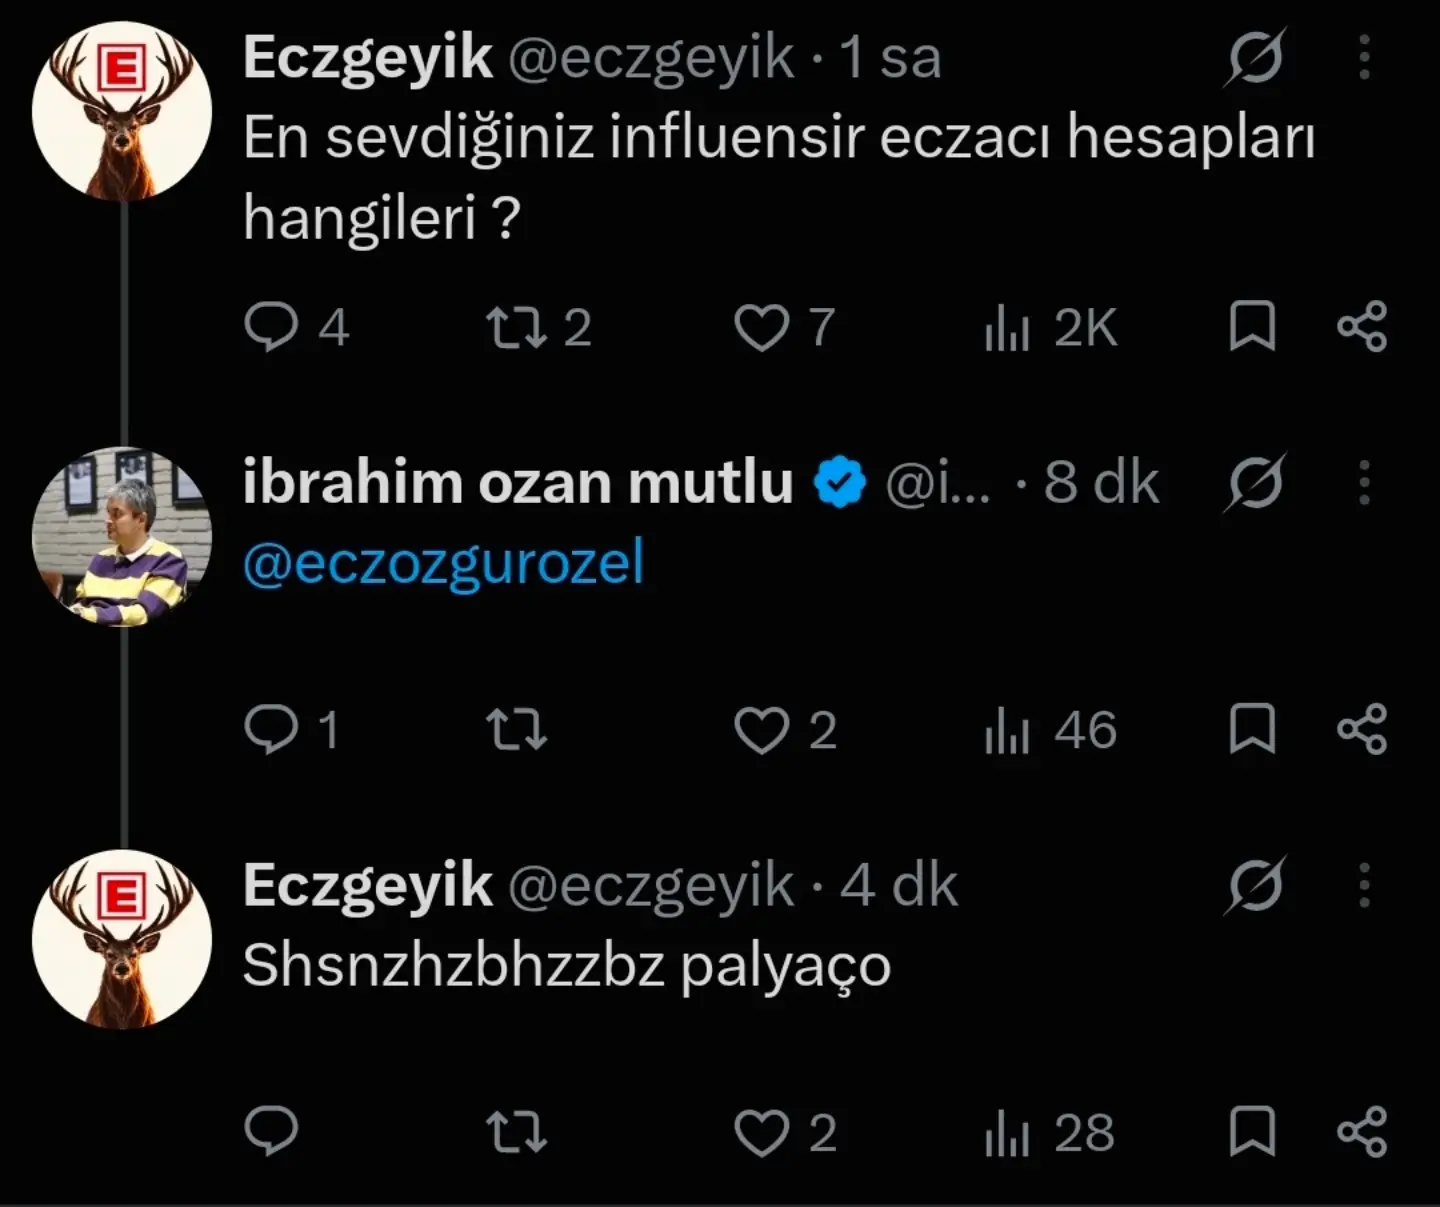 E
Eczgeyik @eczgeyik · 1 sa
En sevdiğiniz influensir eczacı hesapları
hangileri ?
4 2 7 2K
ibrahim ozan mutlu @i... · 8 dk
@eczozgurozel
1 2 46
E
Eczgeyik @eczgeyik · 4 dk
Shsnzhzbhzzbz palyaço
2 28